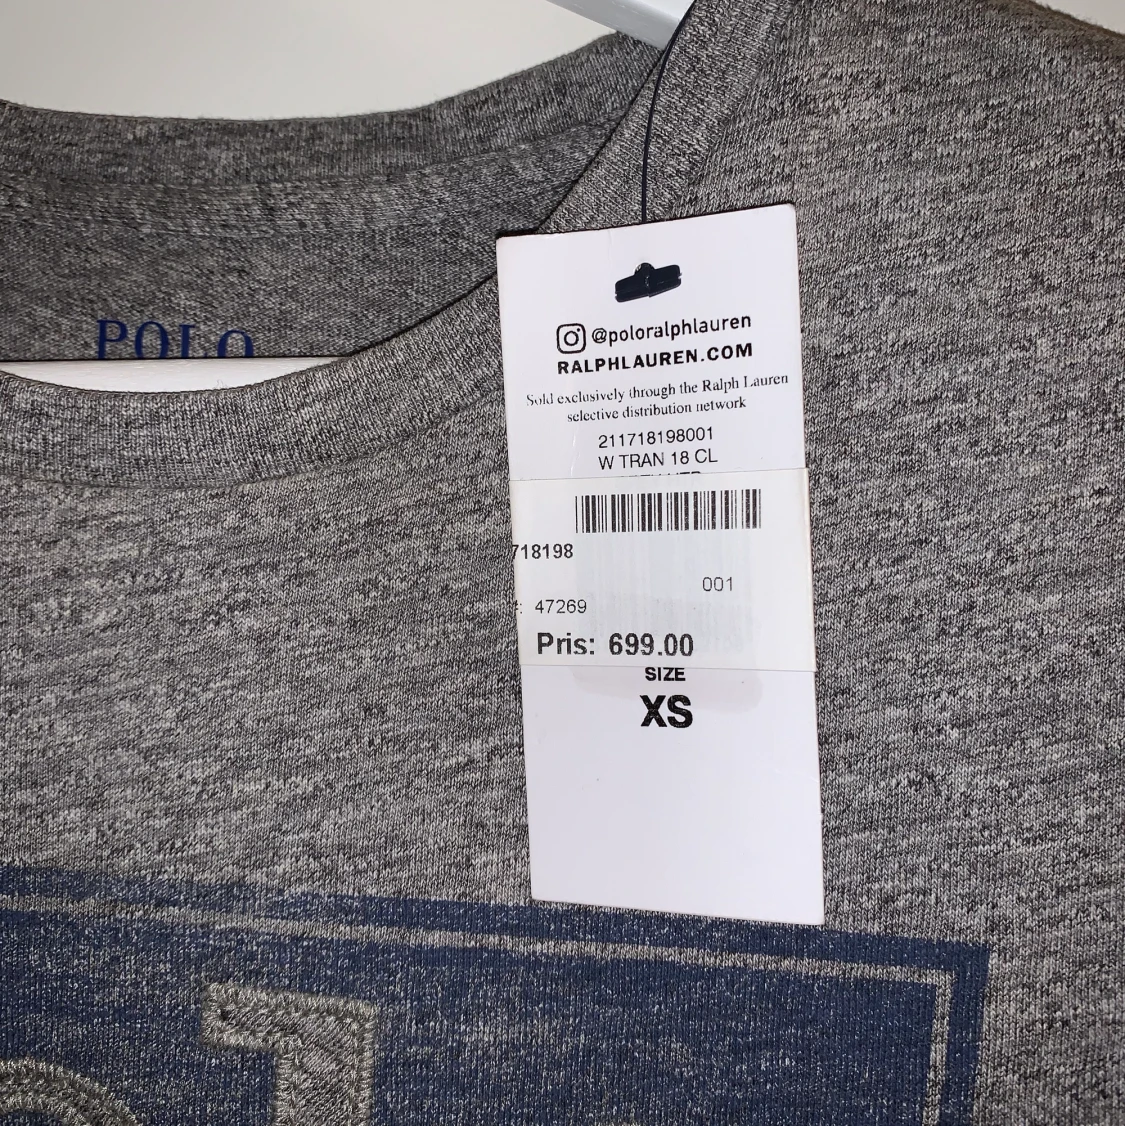 POLO
@poloralphlauren
RALPHLAUREN.COM
Sold exclusively through the Ralph Lauren
selective distribution network
211718198001
W TRAN 18 CL
718198
001
: 47269
Pris: 699.00
SIZE
XS